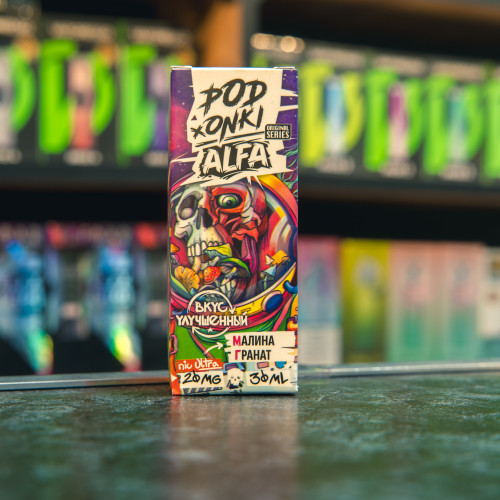 POD
ONKI
ORIGINAL
SERIES
ALFA
ВКУС
УЛУЧШЕННЫЙ
МАЛИНА
ГРАНАТ
nic Ultra
20MG
30ML